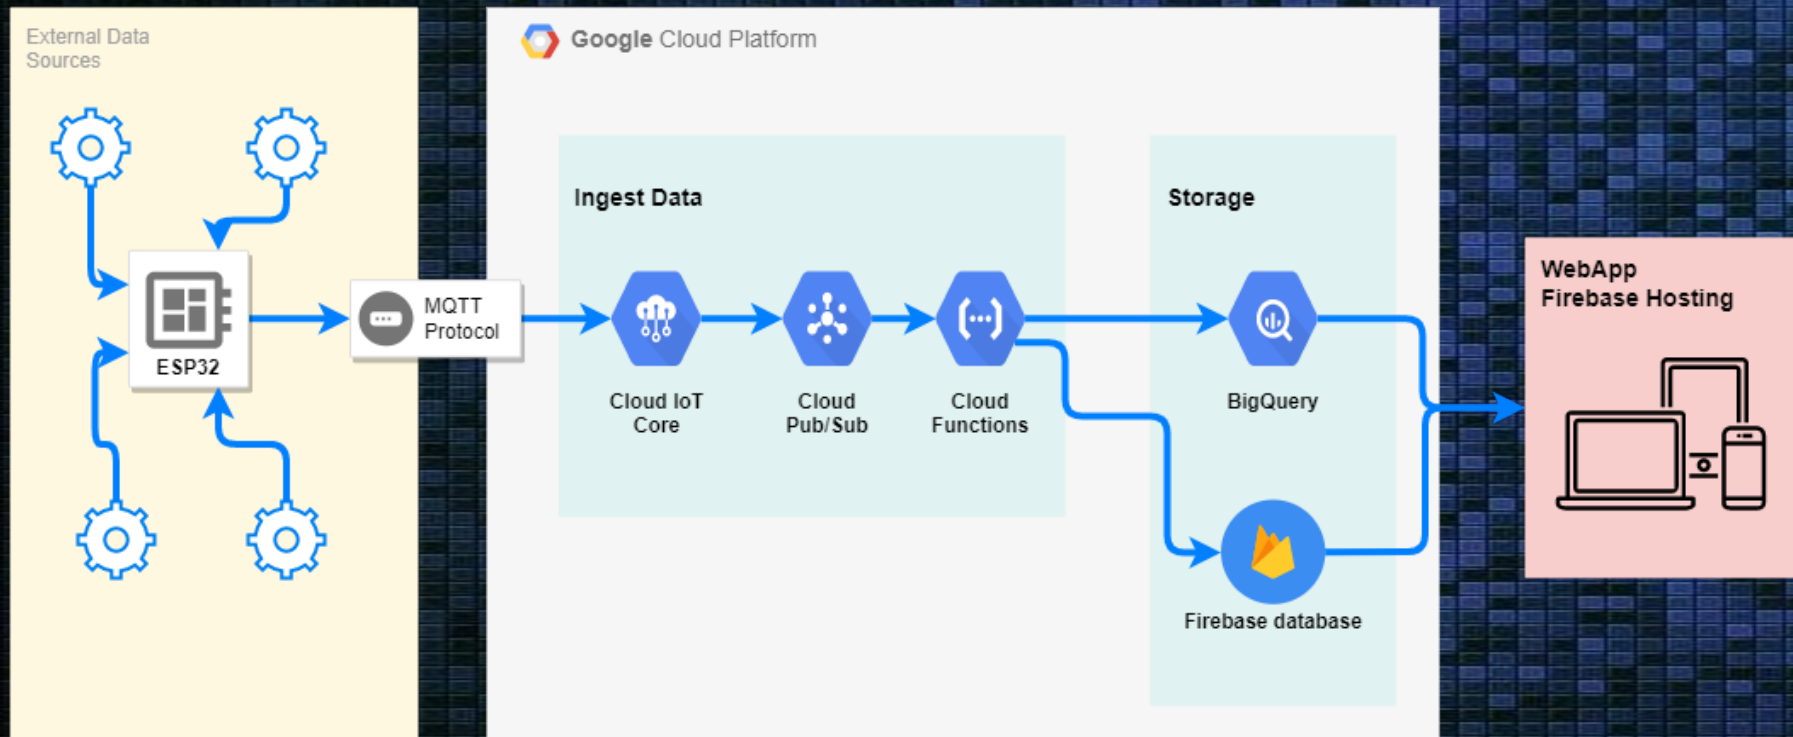 External Data
Sources
Google Cloud Platform
Ingest Data
Storage
WebApp
Firebase Hosting
MQTT
Protocol
ESP32
Cloud IoT
Core
Cloud
Pub/Sub
Cloud
Functions
BigQuery
Firebase database